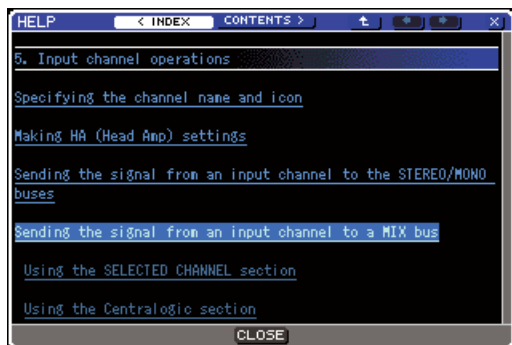 HELP < INDEX CONTENTS > X
5. Input channel operations
Specifying the channel name and icon
Making HA (Head Amp) settings
Sending the signal from an input channel to the STEREO/MONO
buses
Sending the signal from an input channel to a MIX bus
Using the SELECTED CHANNEL section
Using the Centralogic section
CLOSE